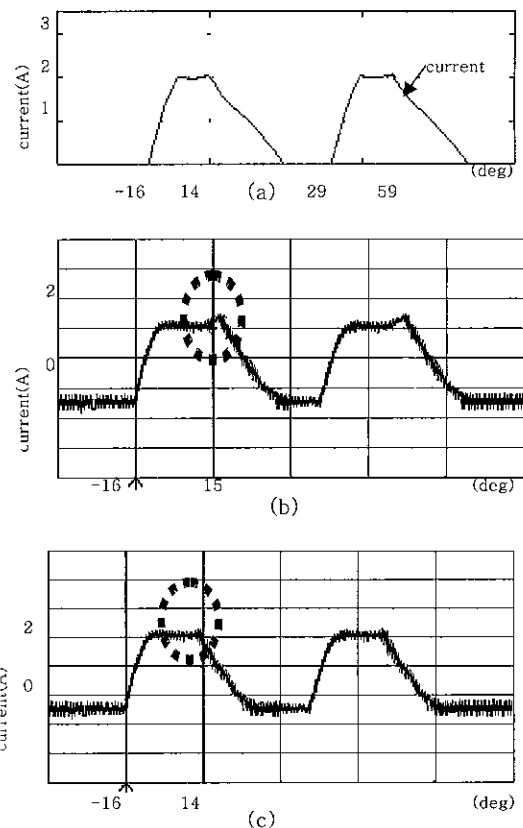 3
2
1
current(A)
current
(deg)
-16 14 (a) 29 59
2
0
current(A)
-16 15 (deg)
(b)
2
0
current(A)
-16 14 (deg)
(c)